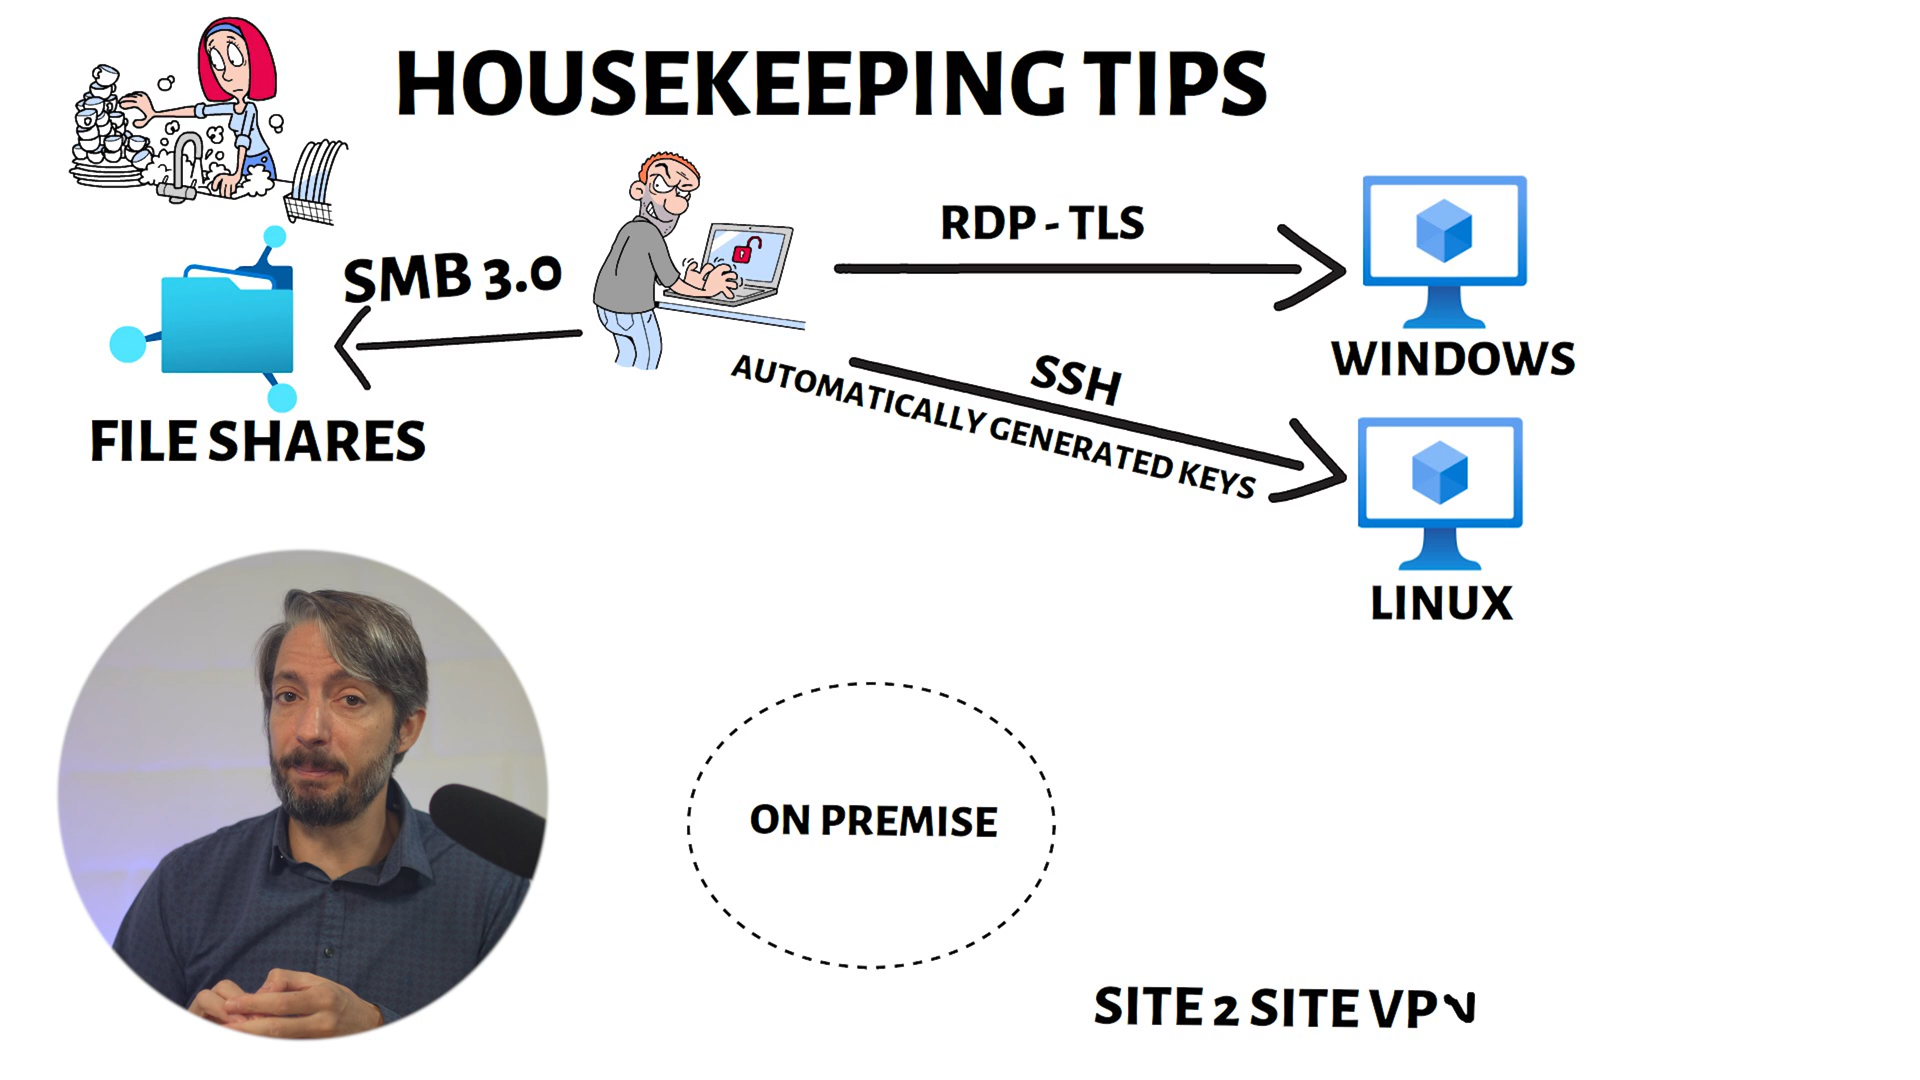 HOUSEKEEPING TIPS
RDP - TLS
SMB 3.0
WINDOWS
SSH
AUTOMATICALLY GENERATED KEYS
FILE SHARES
LINUX
ON PREMISE
SITE 2 SITE VP